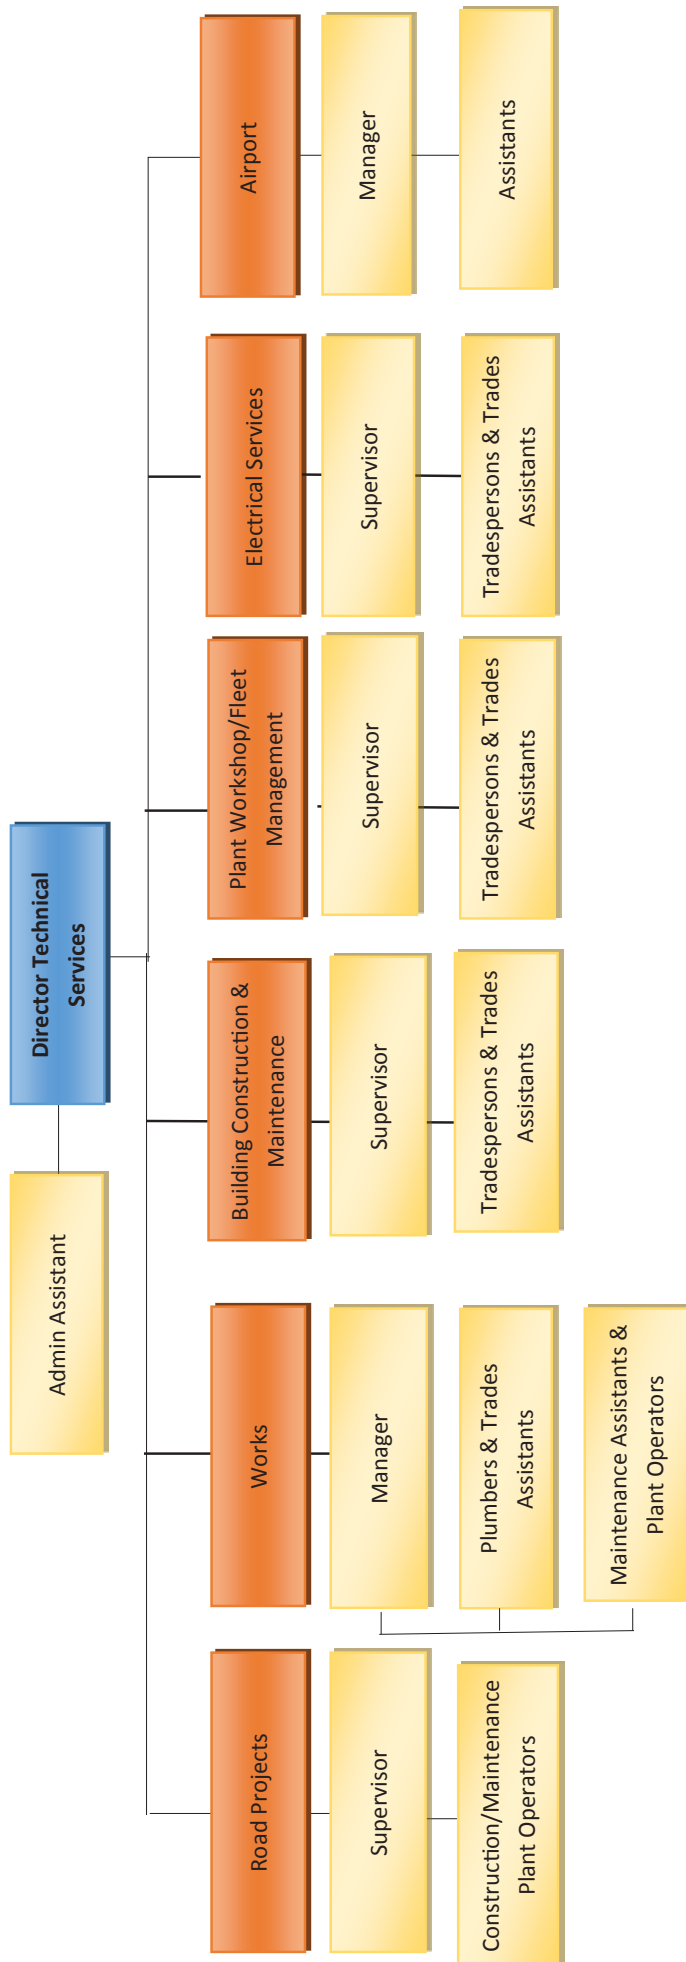 Director Technical
Services
Admin Assistant
Road Projects
Works
Building Construction &
Maintenance
Plant Workshop/Fleet
Management
Electrical Services
Airport
Supervisor
Manager
Supervisor
Supervisor
Supervisor
Manager
Construction/Maintenance
Plant Operators
Plumbers & Trades
Assistants
Tradespersons & Trades
Assistants
Tradespersons & Trades
Assistants
Tradespersons & Trades
Assistants
Assistants
Maintenance Assistants &
Plant Operators